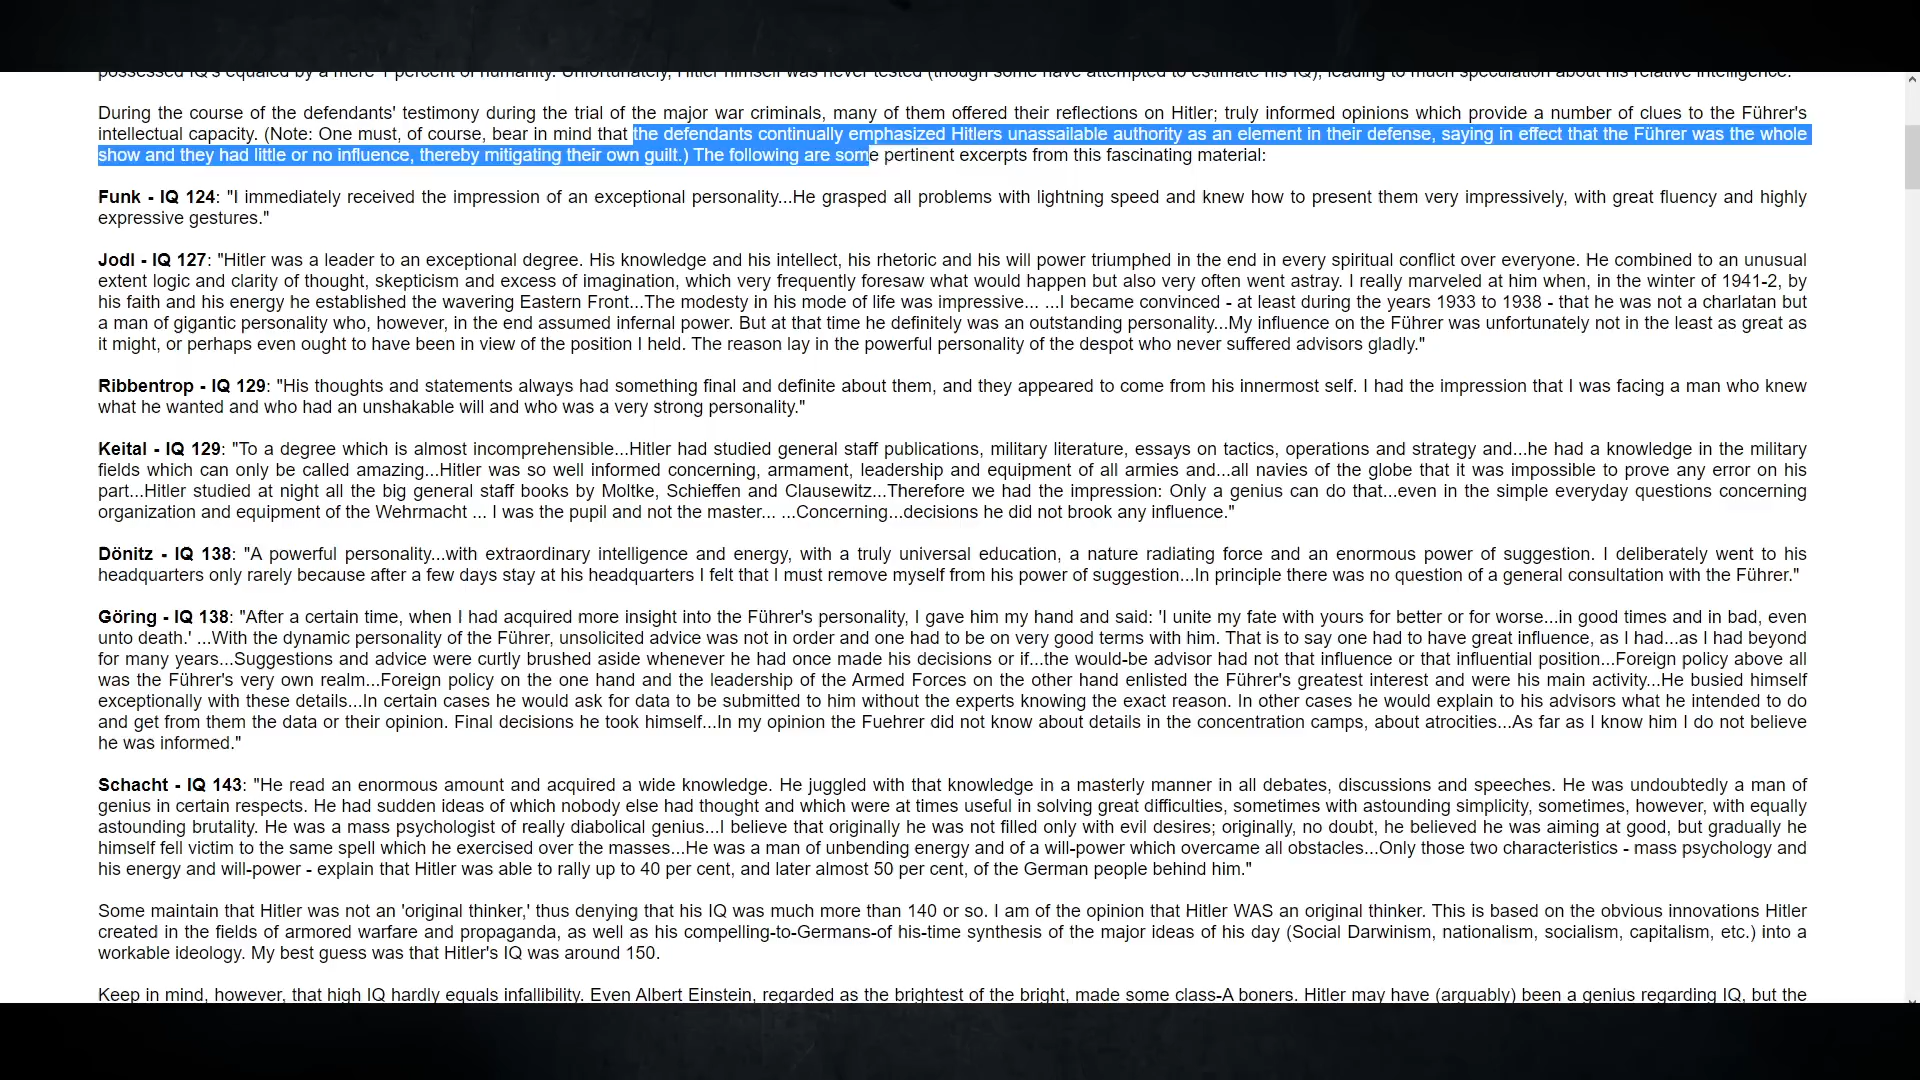 possessed IQ's equaled by a mere 1 percent of humanity. Unfortunately, Hitler himself was never tested (though some have attempted to estimate his IQ), leading to much speculation about his relative intelligence.
During the course of the defendants' testimony during the trial of the major war criminals, many of them offered their reflections on Hitler; truly informed opinions which provide a number of clues to the Führer's
intellectual capacity. (Note: One must, of course, bear in mind that the defendants continually emphasized Hitlers unassailable authority as an element in their defense, saying in effect that the Führer was the whole
show and they had little or no influence, thereby mitigating their own guilt.) The following are some pertinent excerpts from this fascinating material:
Funk - IQ 124: "I immediately received the impression of an exceptional personality...He grasped all problems with lightning speed and knew how to present them very impressively, with great fluency and highly
expressive gestures."
Jodl - IQ 127: "Hitler was a leader to an exceptional degree. His knowledge and his intellect, his rhetoric and his will power triumphed in the end in every spiritual conflict over everyone. He combined to an unusual
extent logic and clarity of thought, skepticism and excess of imagination, which very frequently foresaw what would happen but also very often went astray. I really marveled at him when, in the winter of 1941-2, by
his faith and his energy he established the wavering Eastern Front...The modesty in his mode of life was impressive... ...I became convinced - at least during the years 1933 to 1938 - that he was not a charlatan but
a man of gigantic personality who, however, in the end assumed infernal power. But at that time he definitely was an outstanding personality...My influence on the Führer was unfortunately not in the least as great as
it might, or perhaps even ought to have been in view of the position I held. The reason lay in the powerful personality of the despot who never suffered advisors gladly."
Ribbentrop - IQ 129: "His thoughts and statements always had something final and definite about them, and they appeared to come from his innermost self. I had the impression that I was facing a man who knew
what he wanted and who had an unshakable will and who was a very strong personality."
Keital - IQ 129: "To a degree which is almost incomprehensible...Hitler had studied general staff publications, military literature, essays on tactics, operations and strategy and...he had a knowledge in the military
fields which can only be called amazing...Hitler was so well informed concerning, armament, leadership and equipment of all armies and...all navies of the globe that it was impossible to prove any error on his
part...Hitler studied at night all the big general staff books by Moltke, Schieffen and Clausewitz...Therefore we had the impression: Only a genius can do that...even in the simple everyday questions concerning
organization and equipment of the Wehrmacht ... I was the pupil and not the master... ...Concerning...decisions he did not brook any influence."
Dönitz - IQ 138: "A powerful personality...with extraordinary intelligence and energy, with a truly universal education, a nature radiating force and an enormous power of suggestion. I deliberately went to his
headquarters only rarely because after a few days stay at his headquarters I felt that I must remove myself from his power of suggestion...In principle there was no question of a general consultation with the Führer."
Göring - IQ 138: "After a certain time, when I had acquired more insight into the Führer's personality, I gave him my hand and said: 'I unite my fate with yours for better or for worse...in good times and in bad, even
unto death.' ...With the dynamic personality of the Führer, unsolicited advice was not in order and one had to be on very good terms with him. That is to say one had to have great influence, as I had...as I had beyond
for many years...Suggestions and advice were curtly brushed aside whenever he had once made his decisions or if...the would-be advisor had not that influence or that influential position...Foreign policy above all
was the Führer's very own realm...Foreign policy on the one hand and the leadership of the Armed Forces on the other hand enlisted the Führer's greatest interest and were his main activity...He busied himself
exceptionally with these details...In certain cases he would ask for data to be submitted to him without the experts knowing the exact reason. In other cases he would explain to his advisors what he intended to do
and get from them the data or their opinion. Final decisions he took himself...In my opinion the Fuehrer did not know about details in the concentration camps, about atrocities...As far as I know him I do not believe
he was informed."
Schacht - IQ 143: "He read an enormous amount and acquired a wide knowledge. He juggled with that knowledge in a masterly manner in all debates, discussions and speeches. He was undoubtedly a man of
genius in certain respects. He had sudden ideas of which nobody else had thought and which were at times useful in solving great difficulties, sometimes with astounding simplicity, sometimes, however, with equally
astounding brutality. He was a mass psychologist of really diabolical genius...I believe that originally he was not filled only with evil desires; originally, no doubt, he believed he was aiming at good, but gradually he
himself fell victim to the same spell which he exercised over the masses...He was a man of unbending energy and of a will-power which overcame all obstacles...Only those two characteristics - mass psychology and
his energy and will-power - explain that Hitler was able to rally up to 40 per cent, and later almost 50 per cent, of the German people behind him."
Some maintain that Hitler was not an 'original thinker,' thus denying that his IQ was much more than 140 or so. I am of the opinion that Hitler WAS an original thinker. This is based on the obvious innovations Hitler
created in the fields of armored warfare and propaganda, as well as his compelling-to-Germans-of his-time synthesis of the major ideas of his day (Social Darwinism, nationalism, socialism, capitalism, etc.) into a
workable ideology. My best guess was that Hitler's IQ was around 150.
Keep in mind, however, that high IQ hardly equals infallibility. Even Albert Einstein, regarded as the brightest of the bright, made some class-A boners. Hitler may have (arguably) been a genius regarding IQ, but the